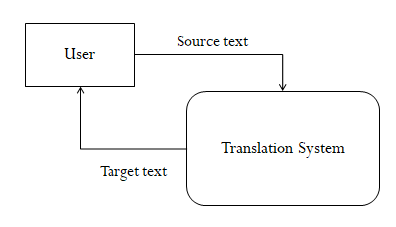 User
Source text
Translation System
Target text